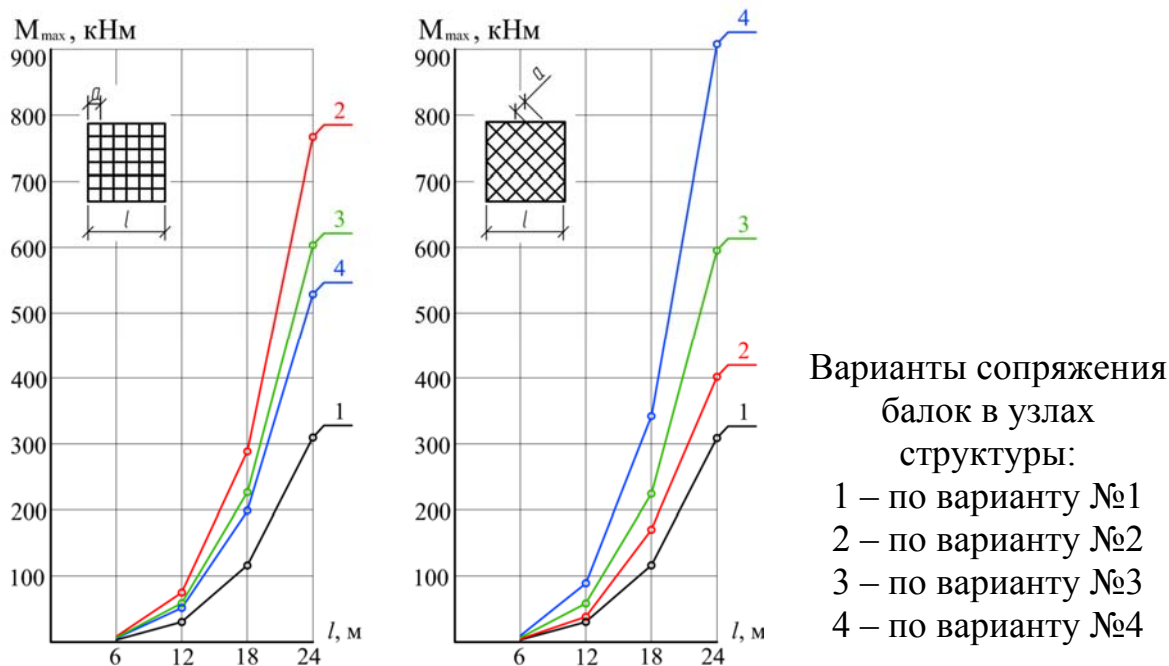 M max , кНм
900
800
700
600
500
400
300
200
100
6 12 18 24
l, м
a
l
2
3
4
1
M max , кНм
900
800
700
600
500
400
300
200
100
6 12 18 24
l, м
a
l
4
3
2
1
Варианты сопряжения
балок в узлах
структуры:
1 – по варианту №1
2 – по варианту №2
3 – по варианту №3
4 – по варианту №4